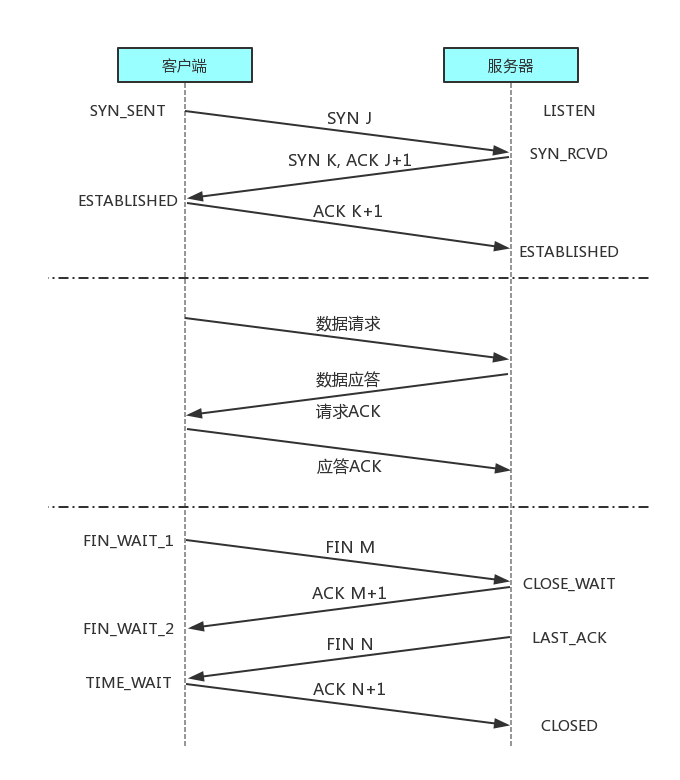 客户端
服务器
SYN_SENT
SYN J
LISTEN
SYN K, ACK J+1
SYN_RCVD
ESTABLISHED
ACK K+1
ESTABLISHED
数据请求
数据应答
请求ACK
应答ACK
FIN_WAIT_1
FIN M
CLOSE_WAIT
ACK M+1
FIN_WAIT_2
FIN N
LAST_ACK
TIME_WAIT
ACK N+1
CLOSED